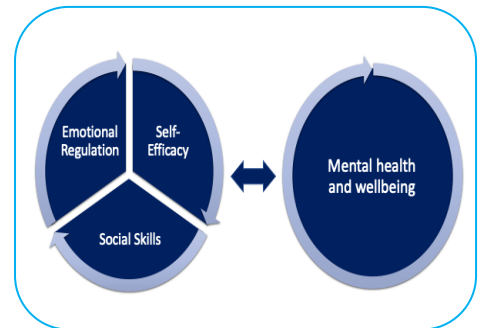 Emotional
Regulation
Self-
Efficacy
Social Skills
Mental health
and wellbeing